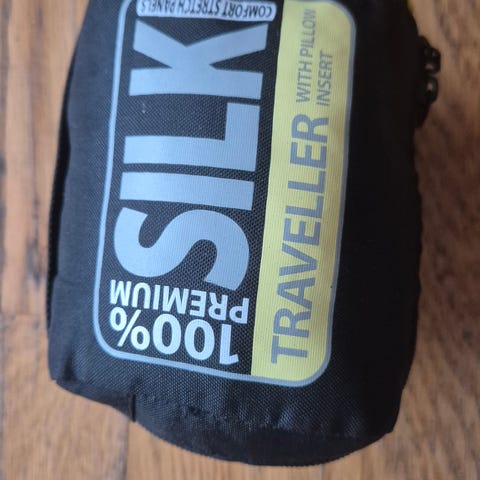 100%
PREMIUM
SILK
COMFORT STRETCH PANELS
TRAVELLER
WITH PILLOW
INSERT